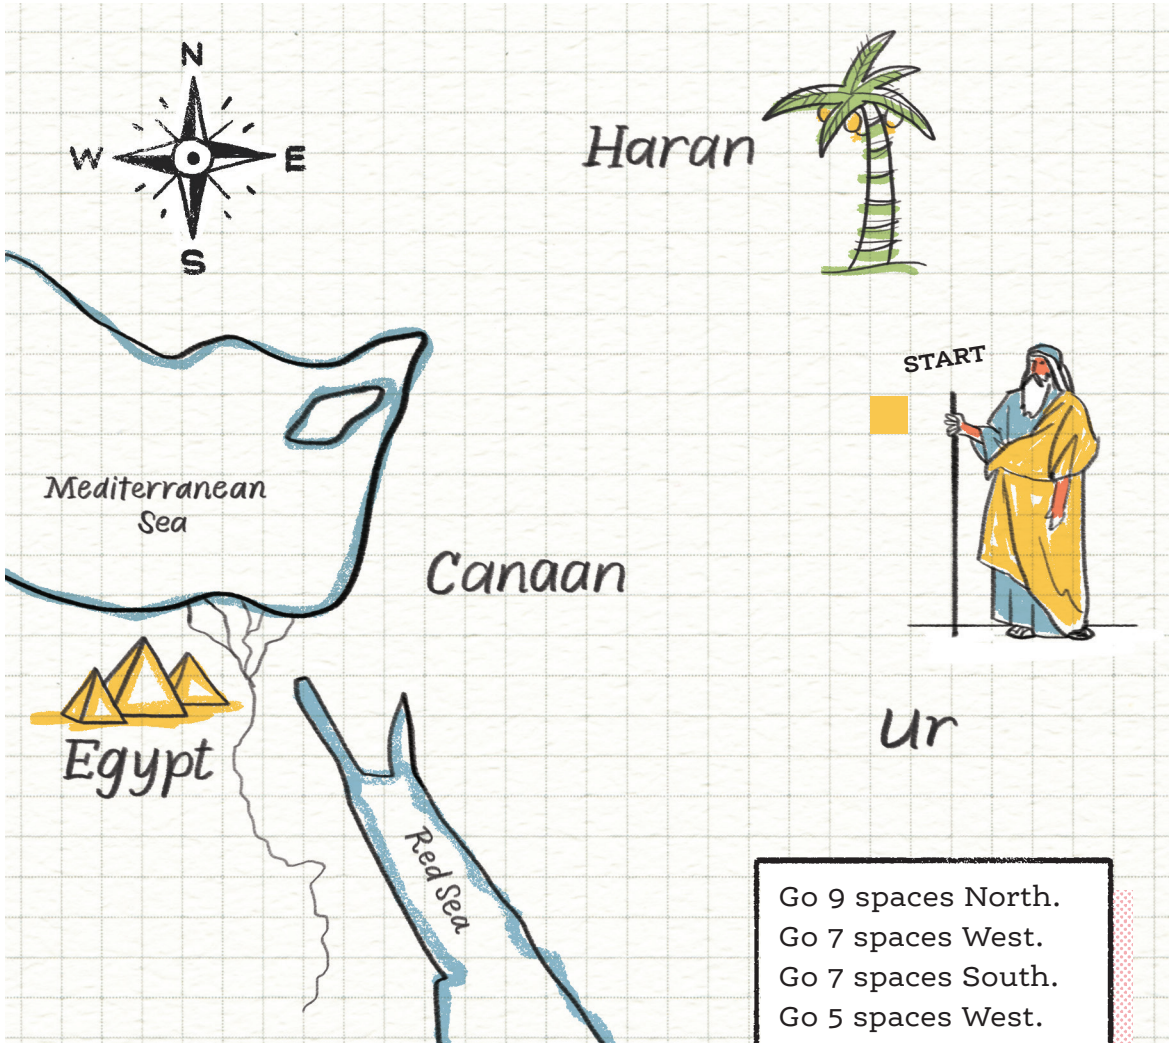 N
W
E
S
Haran
START
Mediterranean
Sea
Canaan
Egypt
Ur
Red Sea
Go 9 spaces North.
Go 7 spaces West.
Go 7 spaces South.
Go 5 spaces West.